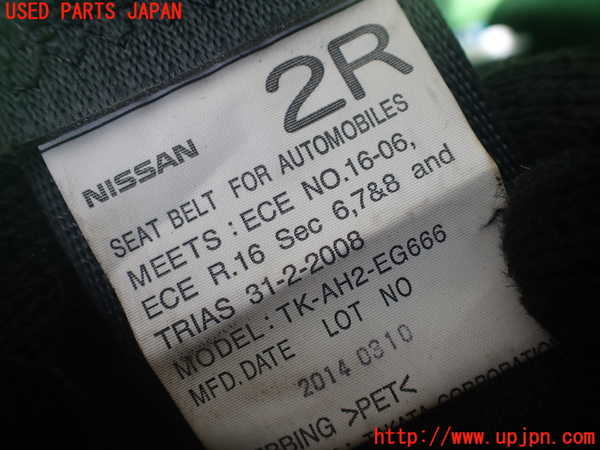 USED PARTS JAPAN
2R
NISSAN
SEAT BELT FOR AUTOMOBILES
MEETS : ECE NO.16-06,
ECE R.16 Sec 6,7&8 and
TRIAS 31-2-2008
MODEL: TK-AH2-EG666
MFD.DATE LOT NO
2014 0310
>PET<
TAKATA CORPORATION
http://www.upjpn.com